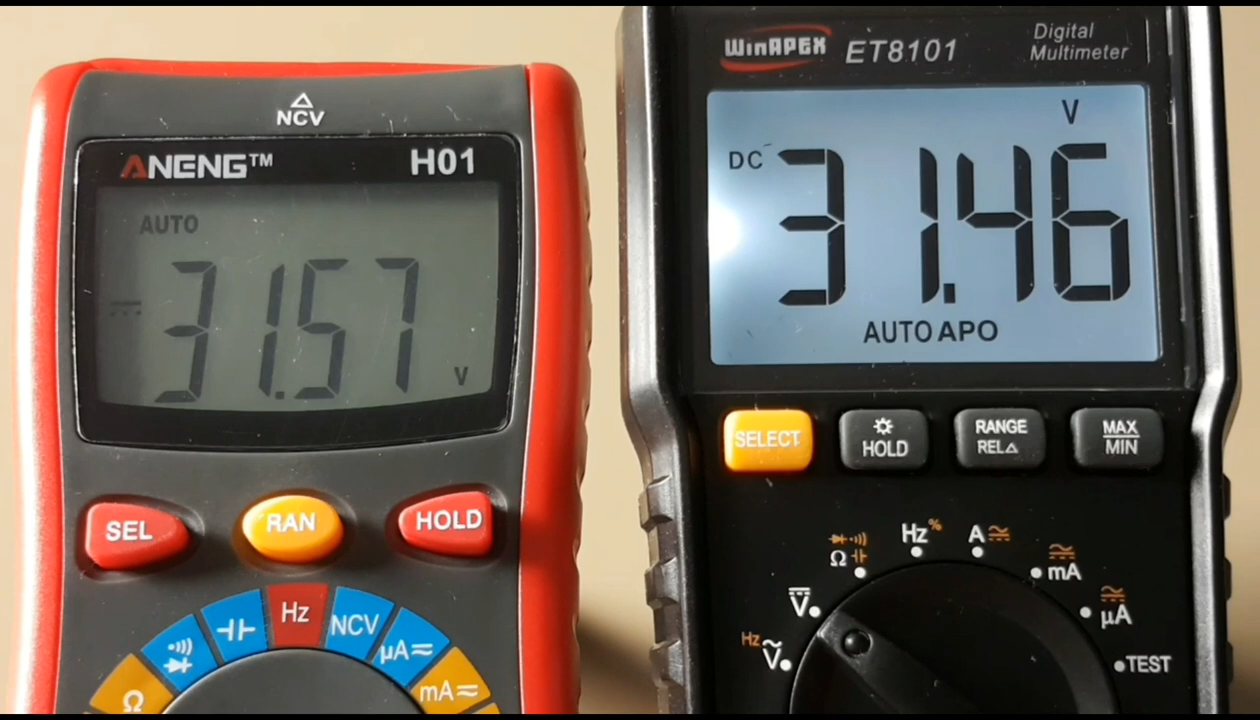 NCV
ANENG™ H01
AUTO
31.57
V
SEL
RAN
HOLD
Ω
Hz
NCV
µA
mA
WinAPEX ET8101
Digital
Multimeter
V
DC
31.46
AUTO APO
SELECT
HOLD
RANGE
REL△
MAX
MIN
Hz V
V
Ω
Hz %
A
mA
µA
TEST